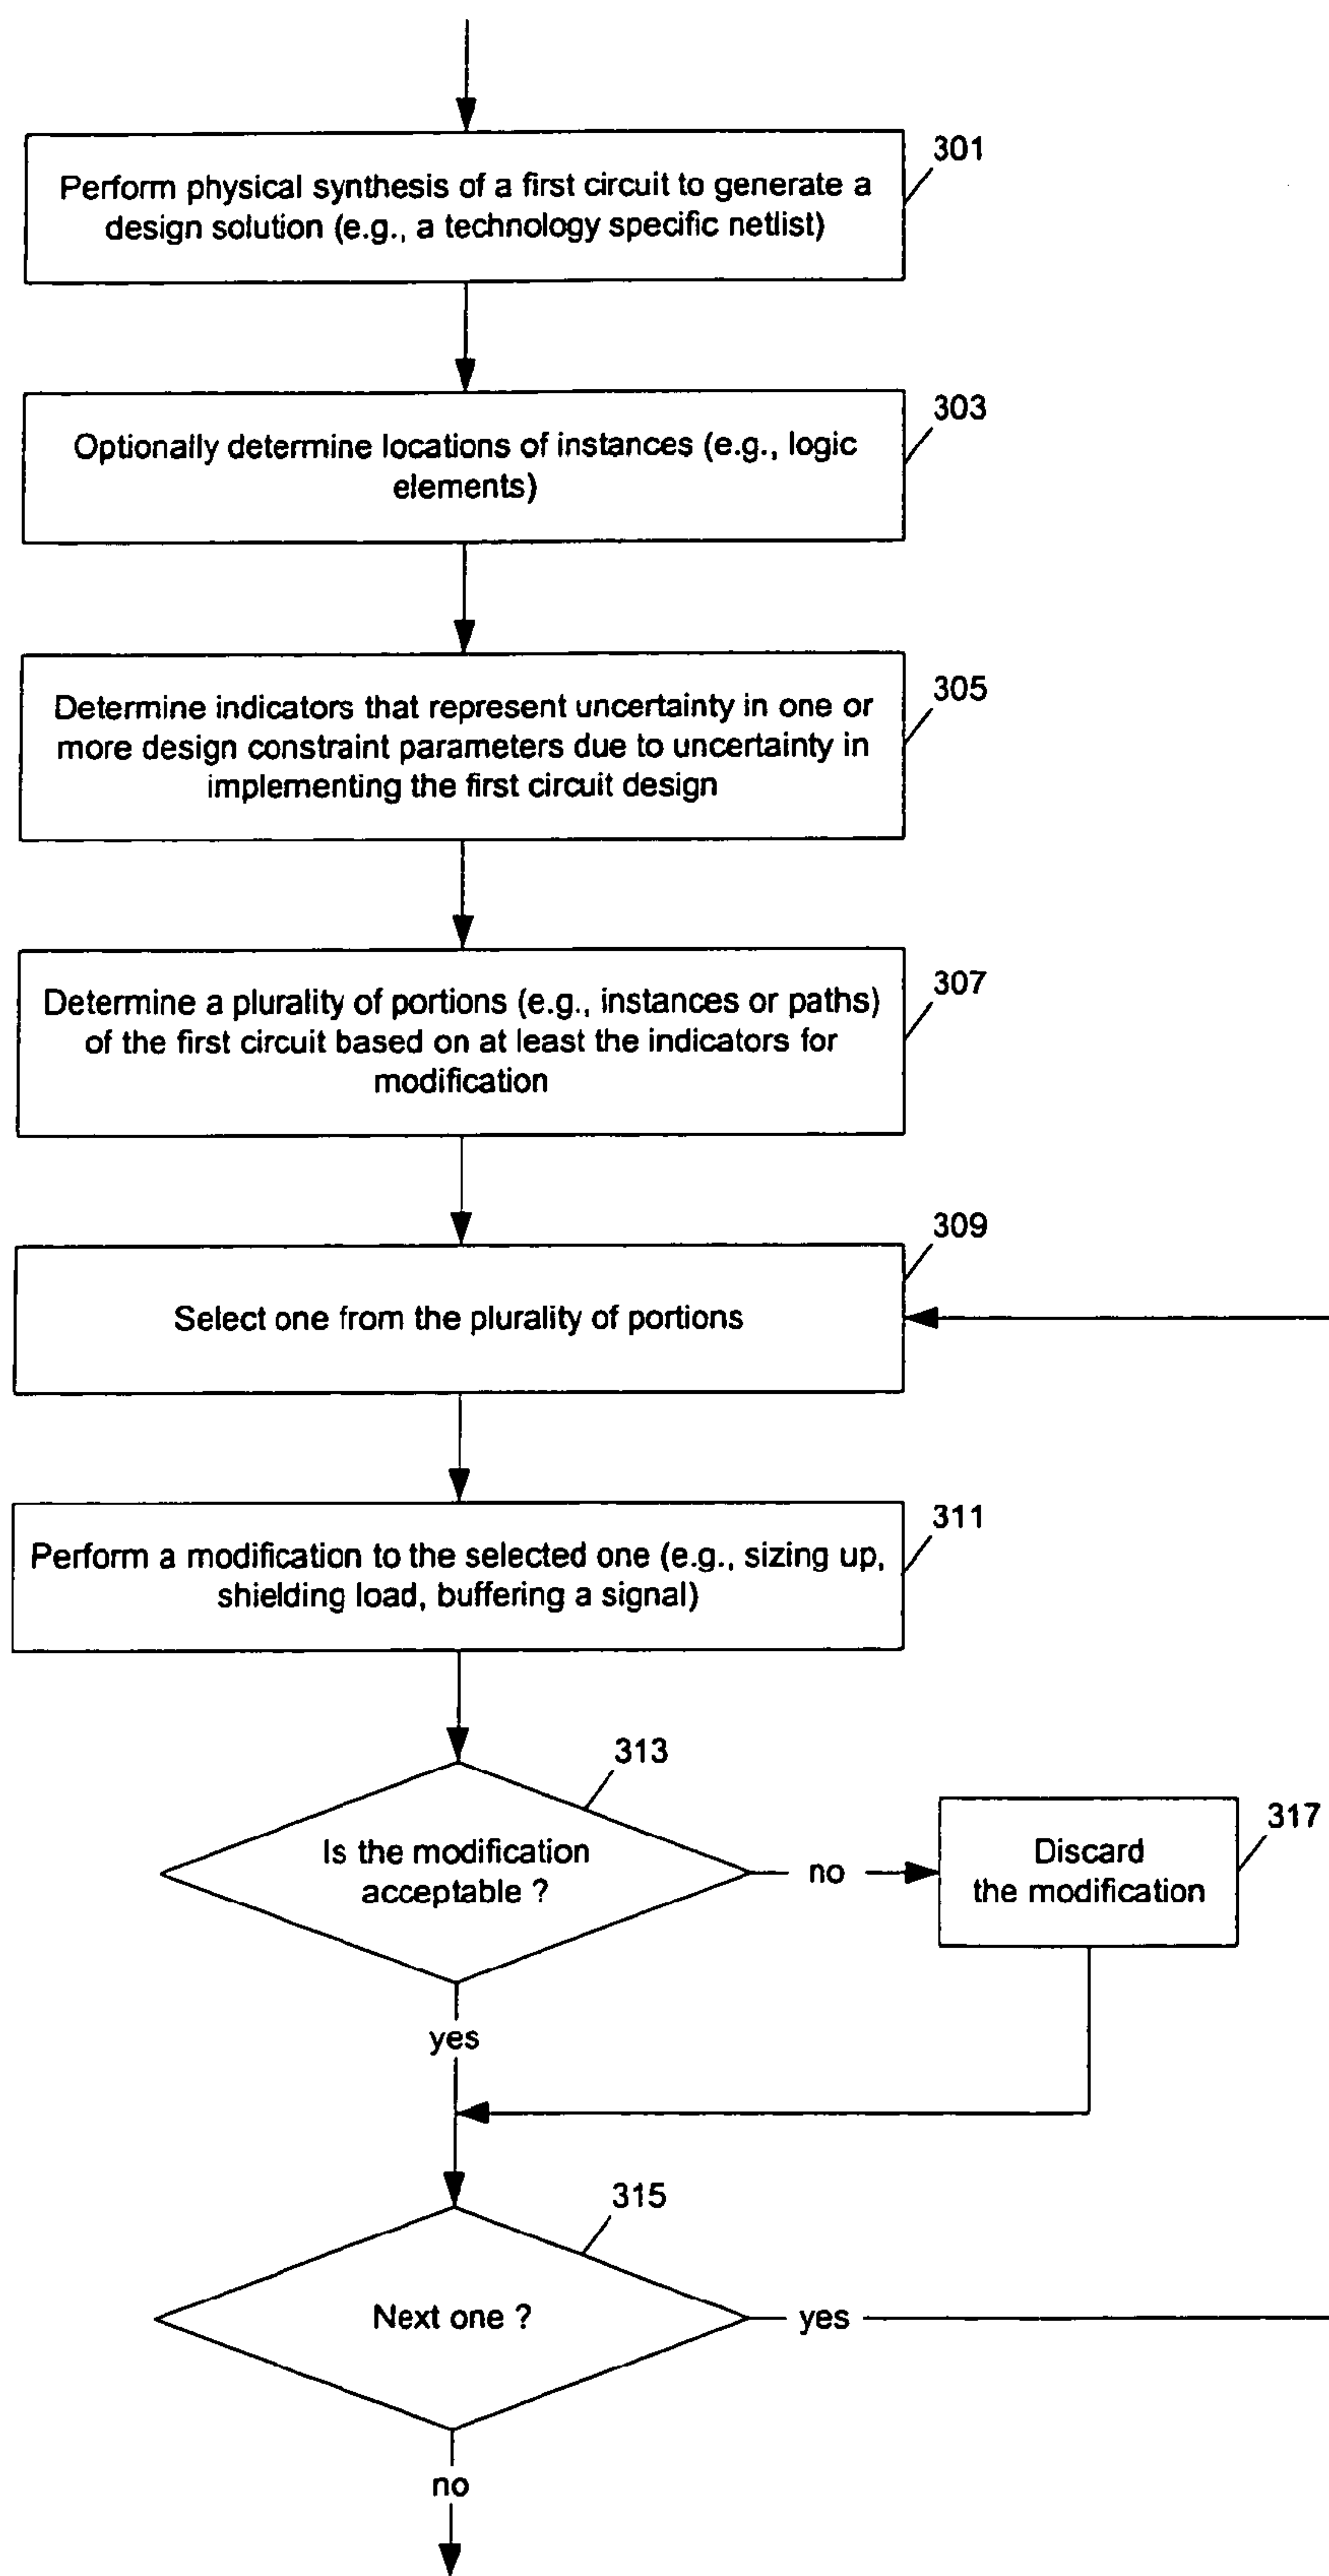 301
Perform physical synthesis of a first circuit to generate a
design solution (e.g., a technology specific netlist)
303
Optionally determine locations of instances (e.g., logic
elements)
305
Determine indicators that represent uncertainty in one or
more design constraint parameters due to uncertainty in
implementing the first circuit design
307
Determine a plurality of portions (e.g., instances or paths)
of the first circuit based on at least the indicators for
modification
309
Select one from the plurality of portions
311
Perform a modification to the selected one (e.g., sizing up,
shielding load, buffering a signal)
313
Is the modification
acceptable ?
no
317
Discard
the modification
yes
315
Next one ?
yes
no